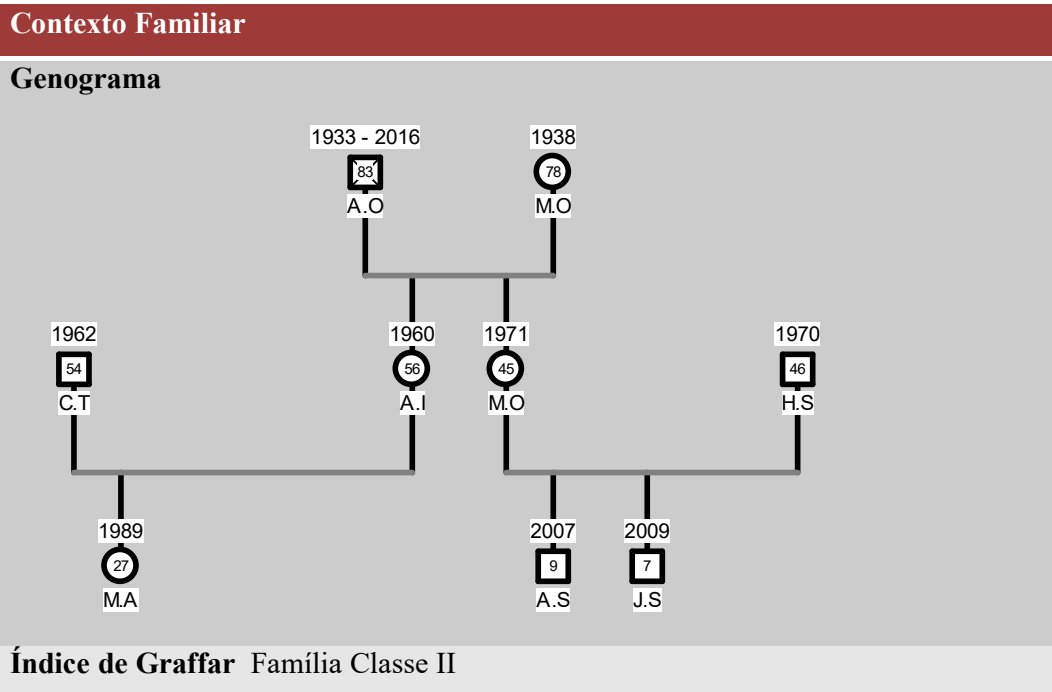 Contexto Familiar
Genograma
1933 - 2016 1938
83 78
A.O M.O
1962 1960 1971 1970
54 56 45 46
C.T A.I M.O H.S
1989 2007 2009
27 9 7
M.A A.S J.S
Índice de Graffar Família Classe II